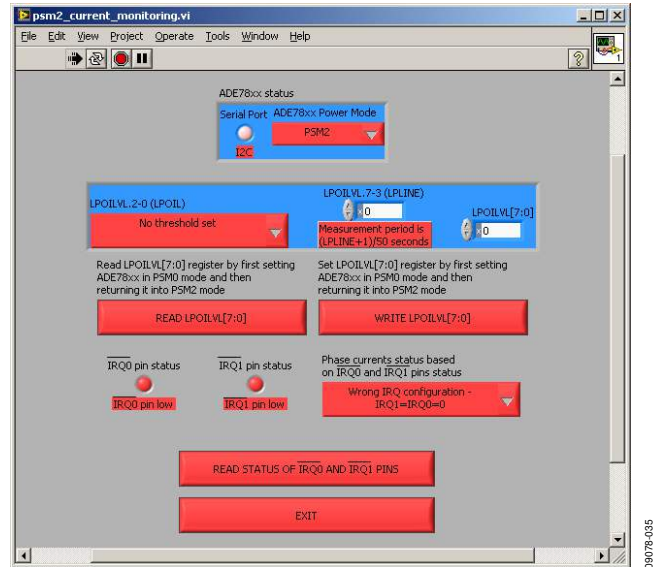 psm2_current_monitoring.vi
File Edit View Project Operate Tools Window Help
1
ADE78xx status
Serial Port ADE78xx Power Mode
PSM2
I2C
LPOILVL.2-0 (LPOIL)
No threshold set
LPOILVL.7-3 (LPLINE)
x0
Measurement period is
(LPLINE+1)/50 seconds
LPOILVL[7:0]
x0
Read LPOILVL[7:0] register by first setting
ADE78xx in PSM0 mode and then
returning it into PSM2 mode
READ LPOILVL[7:0]
Set LPOILVL[7:0] register by first setting
ADE78xx in PSM0 mode and then
returning it into PSM2 mode
WRITE LPOILVL[7:0]
IRQ0 pin status
IRQ0 pin low
IRQ1 pin status
IRQ1 pin low
Phase currents status based
on IRQ0 and IRQ1 pins status
Wrong IRQ configuration -
IRQ1=IRQ0=0
READ STATUS OF IRQ0 AND IRQ1 PINS
EXIT
09078-035